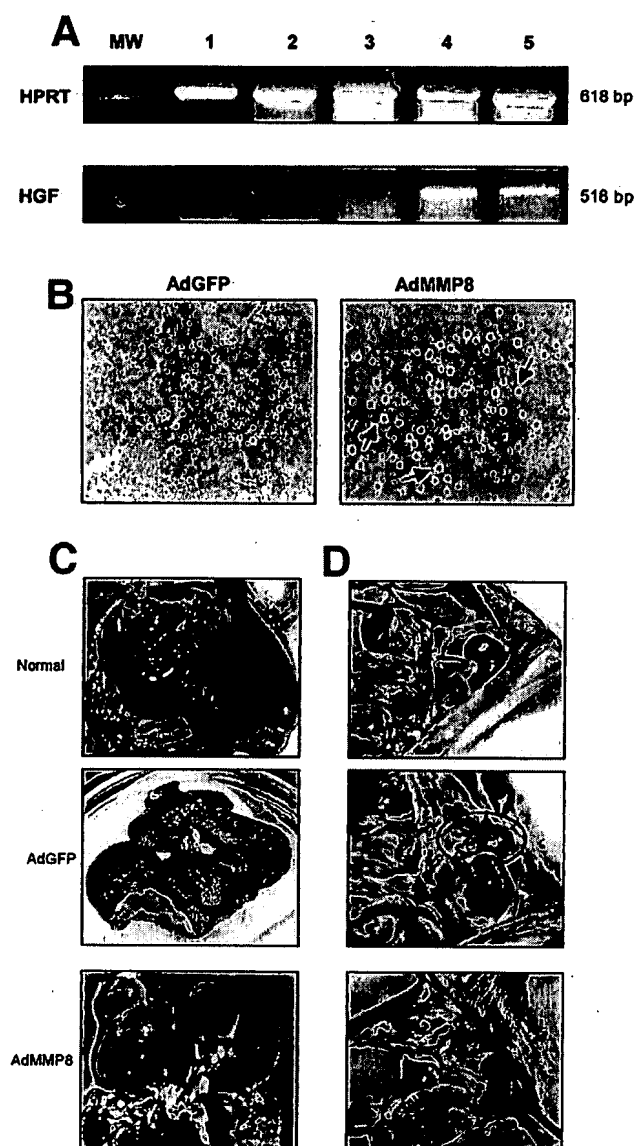 A MW 1 2 3 4 5
HPRT 618 bp
HGF 518 bp
B AdGFP AdMMP8
C D
Normal
AdGFP
AdMMP8